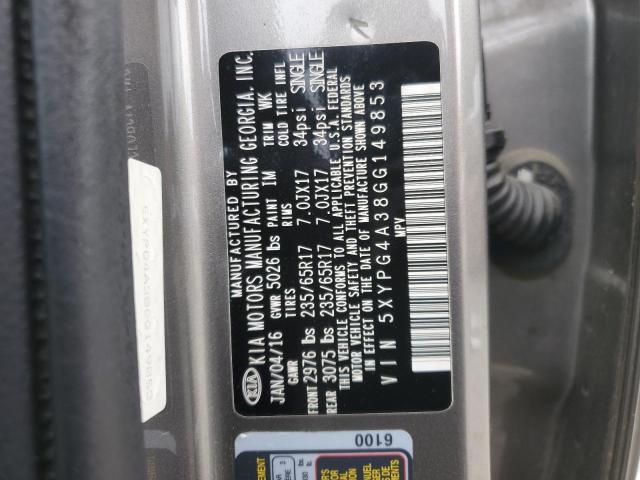 MANUFACTURED BY
KIA KIA MOTORS MANUFACTURING GEORGIA, INC.
JAN/04/16 GVWR 5026 lbs PAINT IM TRIM WK
GAWR TIRES RIMS COLD TIRE INFL
FRONT 2976 lbs 235/65R17 7.0JX17 34psi SINGLE
REAR 3075 lbs 235/65R17 7.0JX17 34psi SINGLE
THIS VEHICLE CONFORMS TO ALL APPLICABLE U.S.A. FEDERAL
MOTOR VEHICLE SAFETY AND THEFT PREVENTION STANDARDS
IN EFFECT ON THE DATE OF MANUFACTURE SHOWN ABOVE
VIN 5XYPG4A38GG149853
MPV
6100